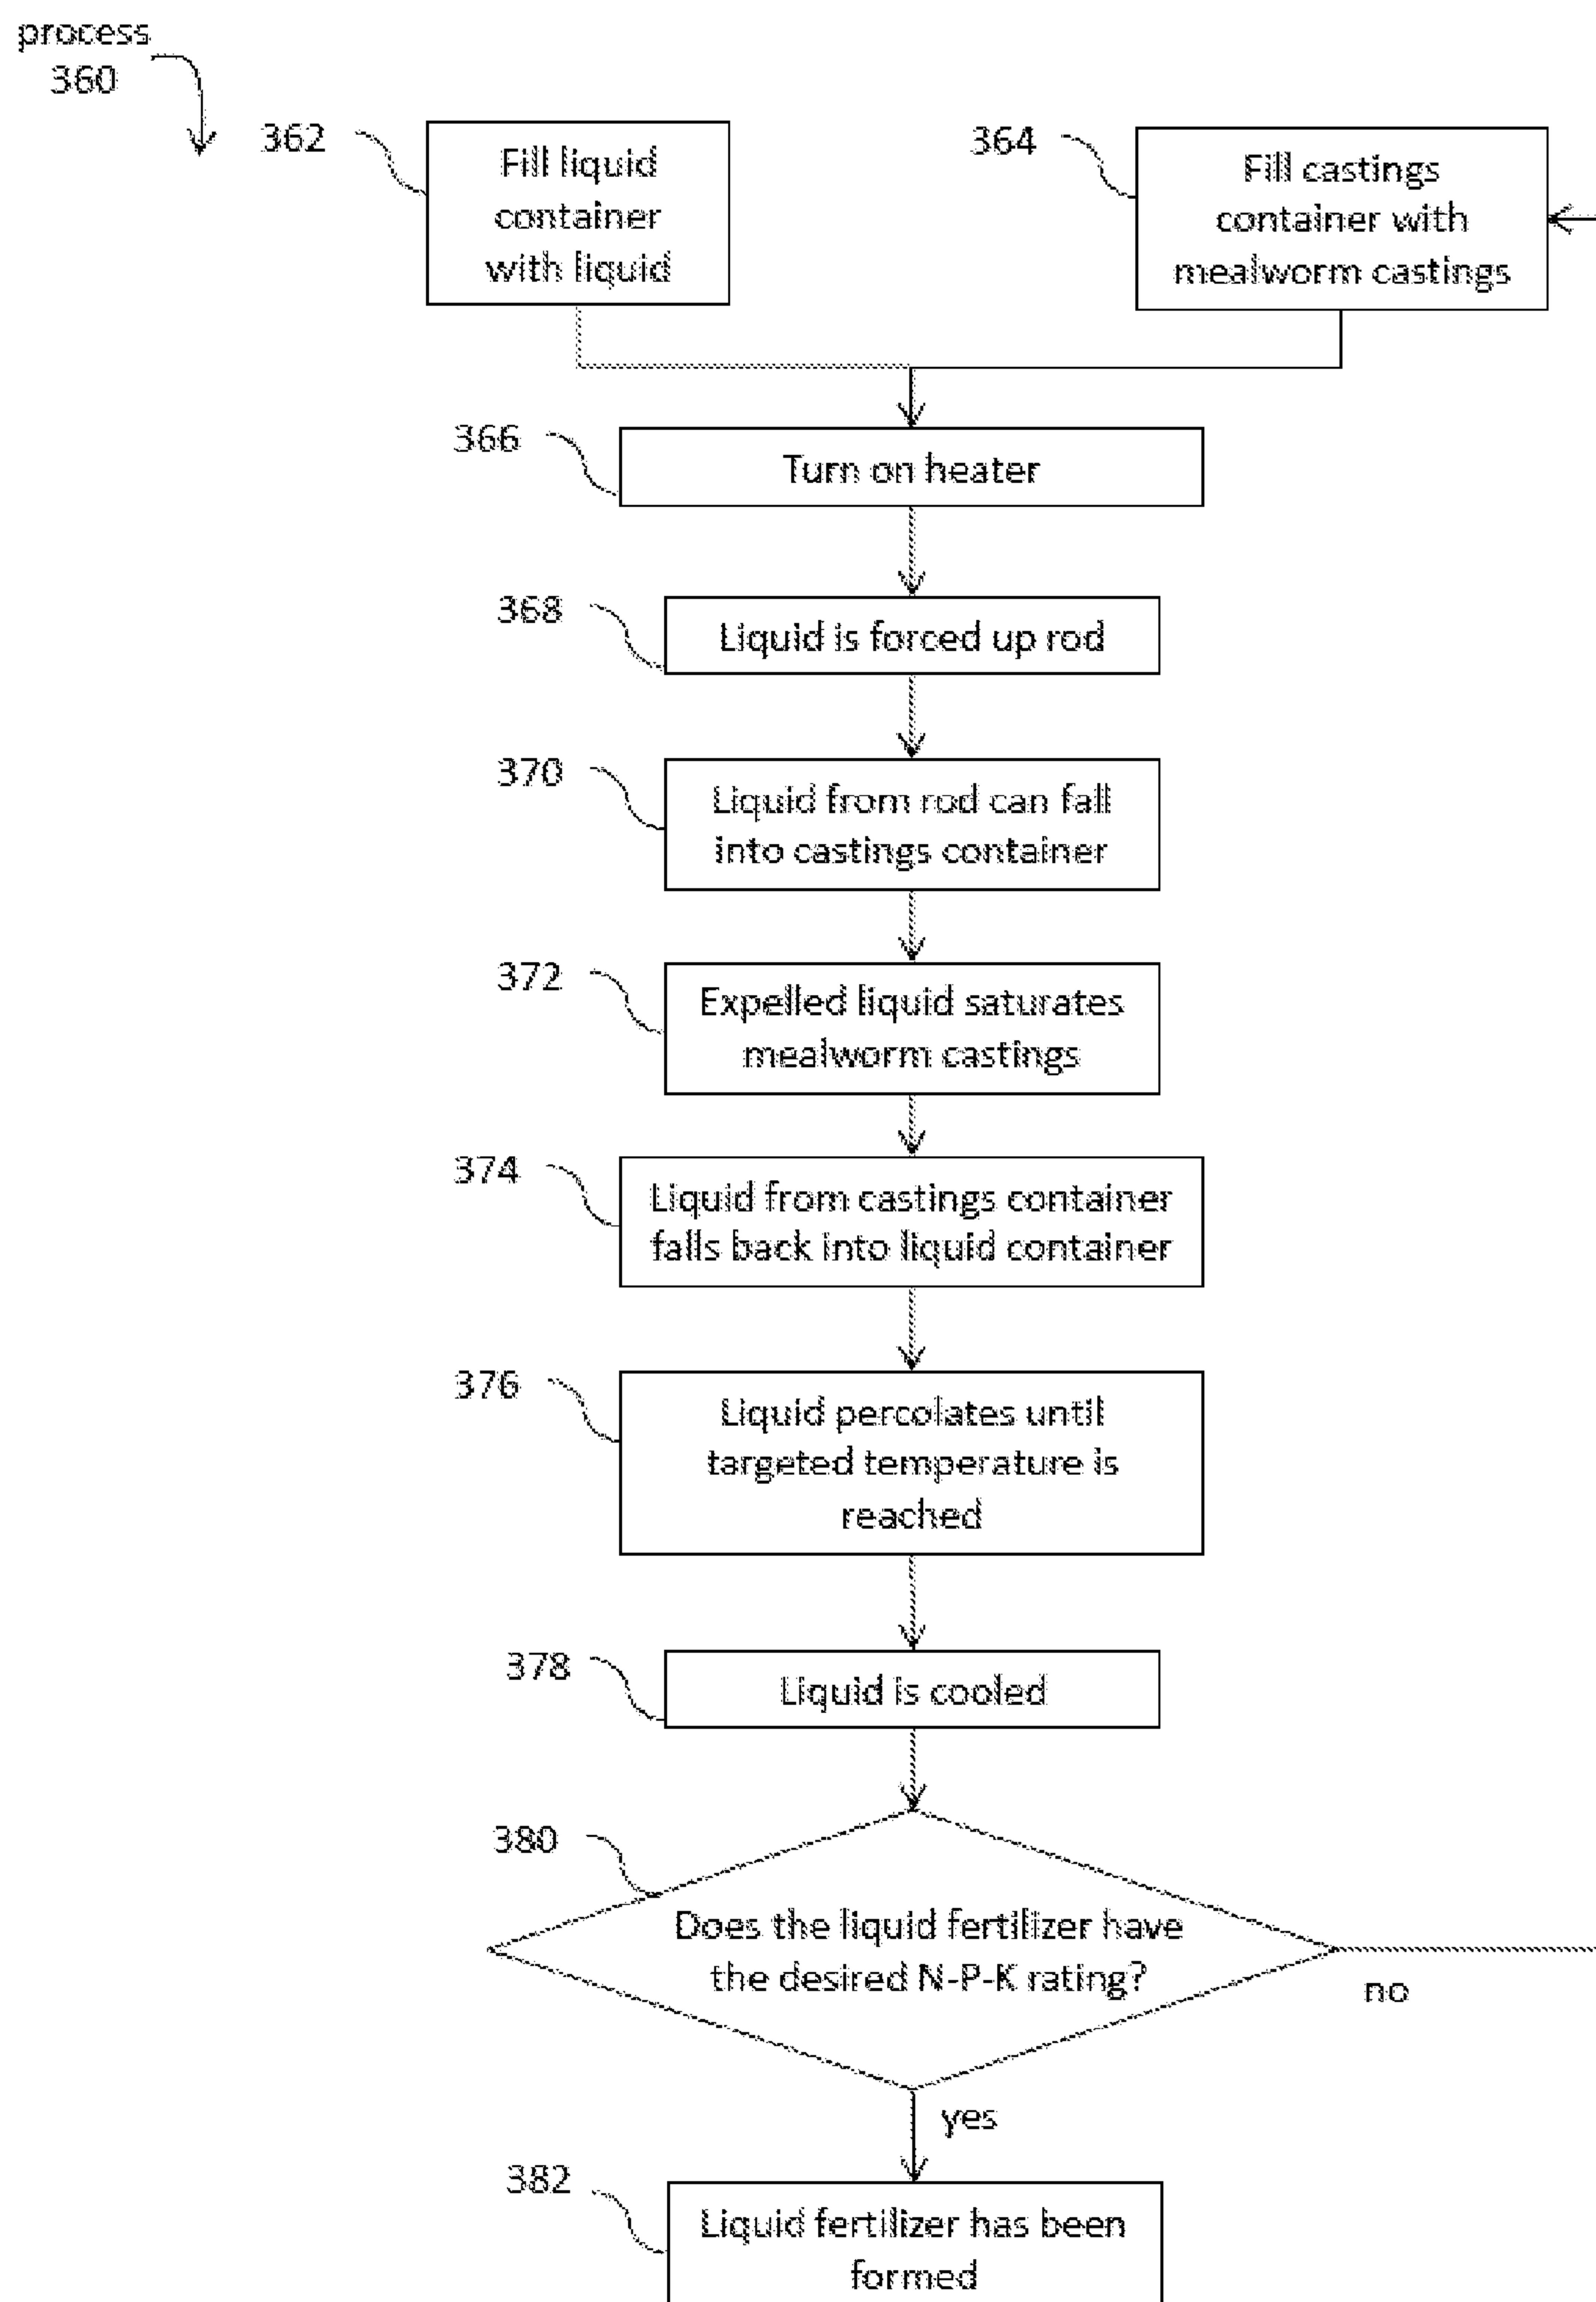 process
360
362
Fill liquid
container
with liquid
364
Fill castings
container with
mealworm castings
366
Turn on heater
368
Liquid is forced up rod
370
Liquid from rod can fall
into castings container
372
Expelled liquid saturates
mealworm castings
374
Liquid from castings container
falls back into liquid container
376
Liquid percolates until
targeted temperature is
reached
378
Liquid is cooled
380
Does the liquid fertilizer have
the desired N-P-K rating?
no
yes
382
Liquid fertilizer has been
formed